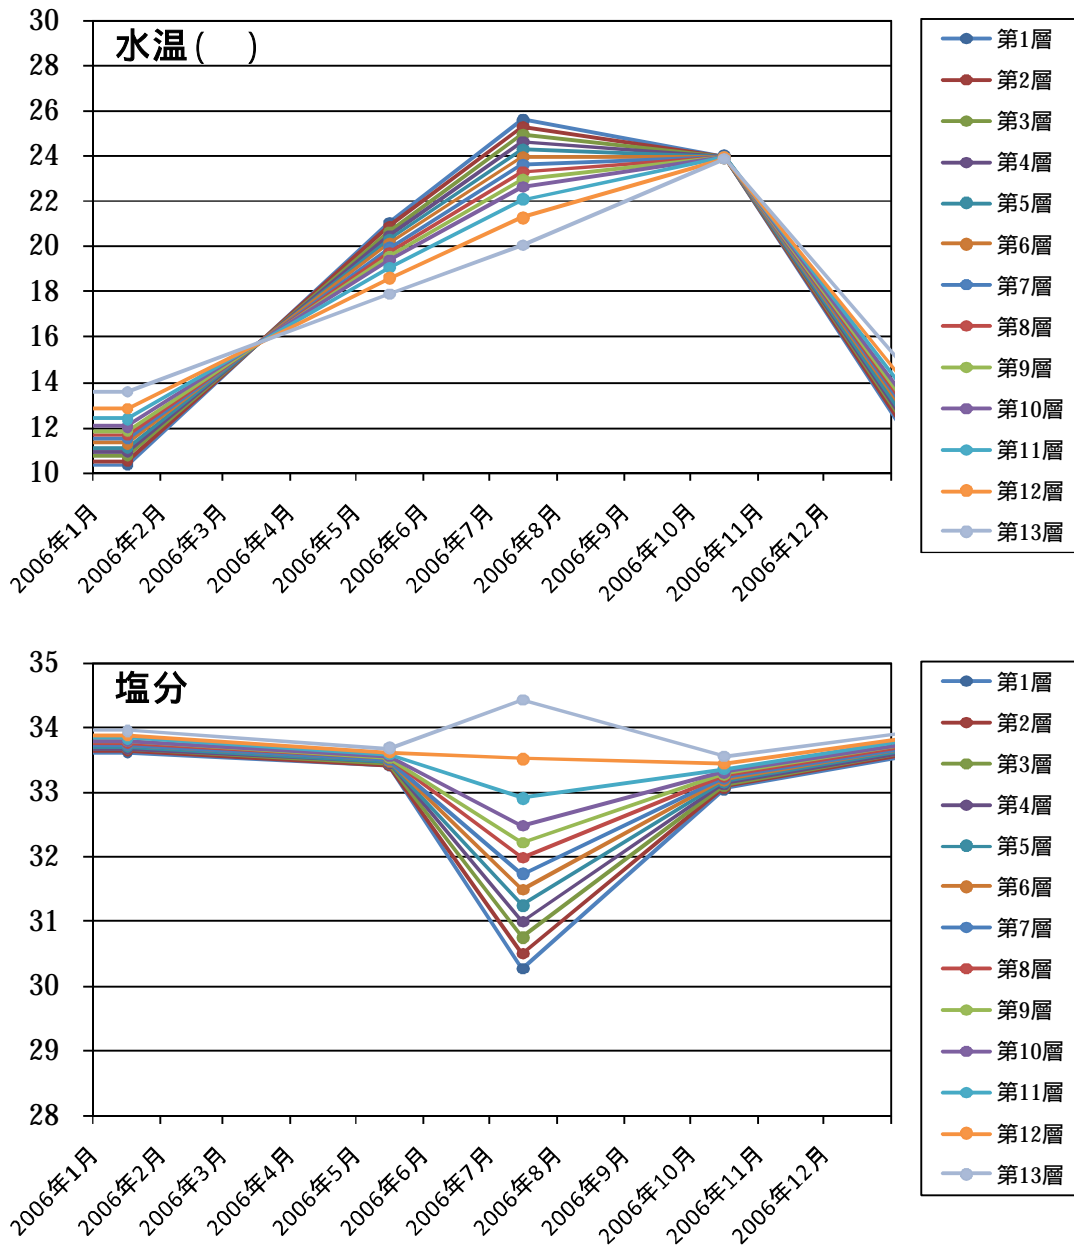 水温( )
30
28
26
24
22
20
18
16
14
12
10
2006年1月
2006年2月
2006年3月
2006年4月
2006年5月
2006年6月
2006年7月
2006年8月
2006年9月
2006年10月
2006年11月
2006年12月
第1層
第2層
第3層
第4層
第5層
第6層
第7層
第8層
第9層
第10層
第11層
第12層
第13層
塩分
35
34
33
32
31
30
29
28
2006年1月
2006年2月
2006年3月
2006年4月
2006年5月
2006年6月
2006年7月
2006年8月
2006年9月
2006年10月
2006年11月
2006年12月
第1層
第2層
第3層
第4層
第5層
第6層
第7層
第8層
第9層
第10層
第11層
第12層
第13層